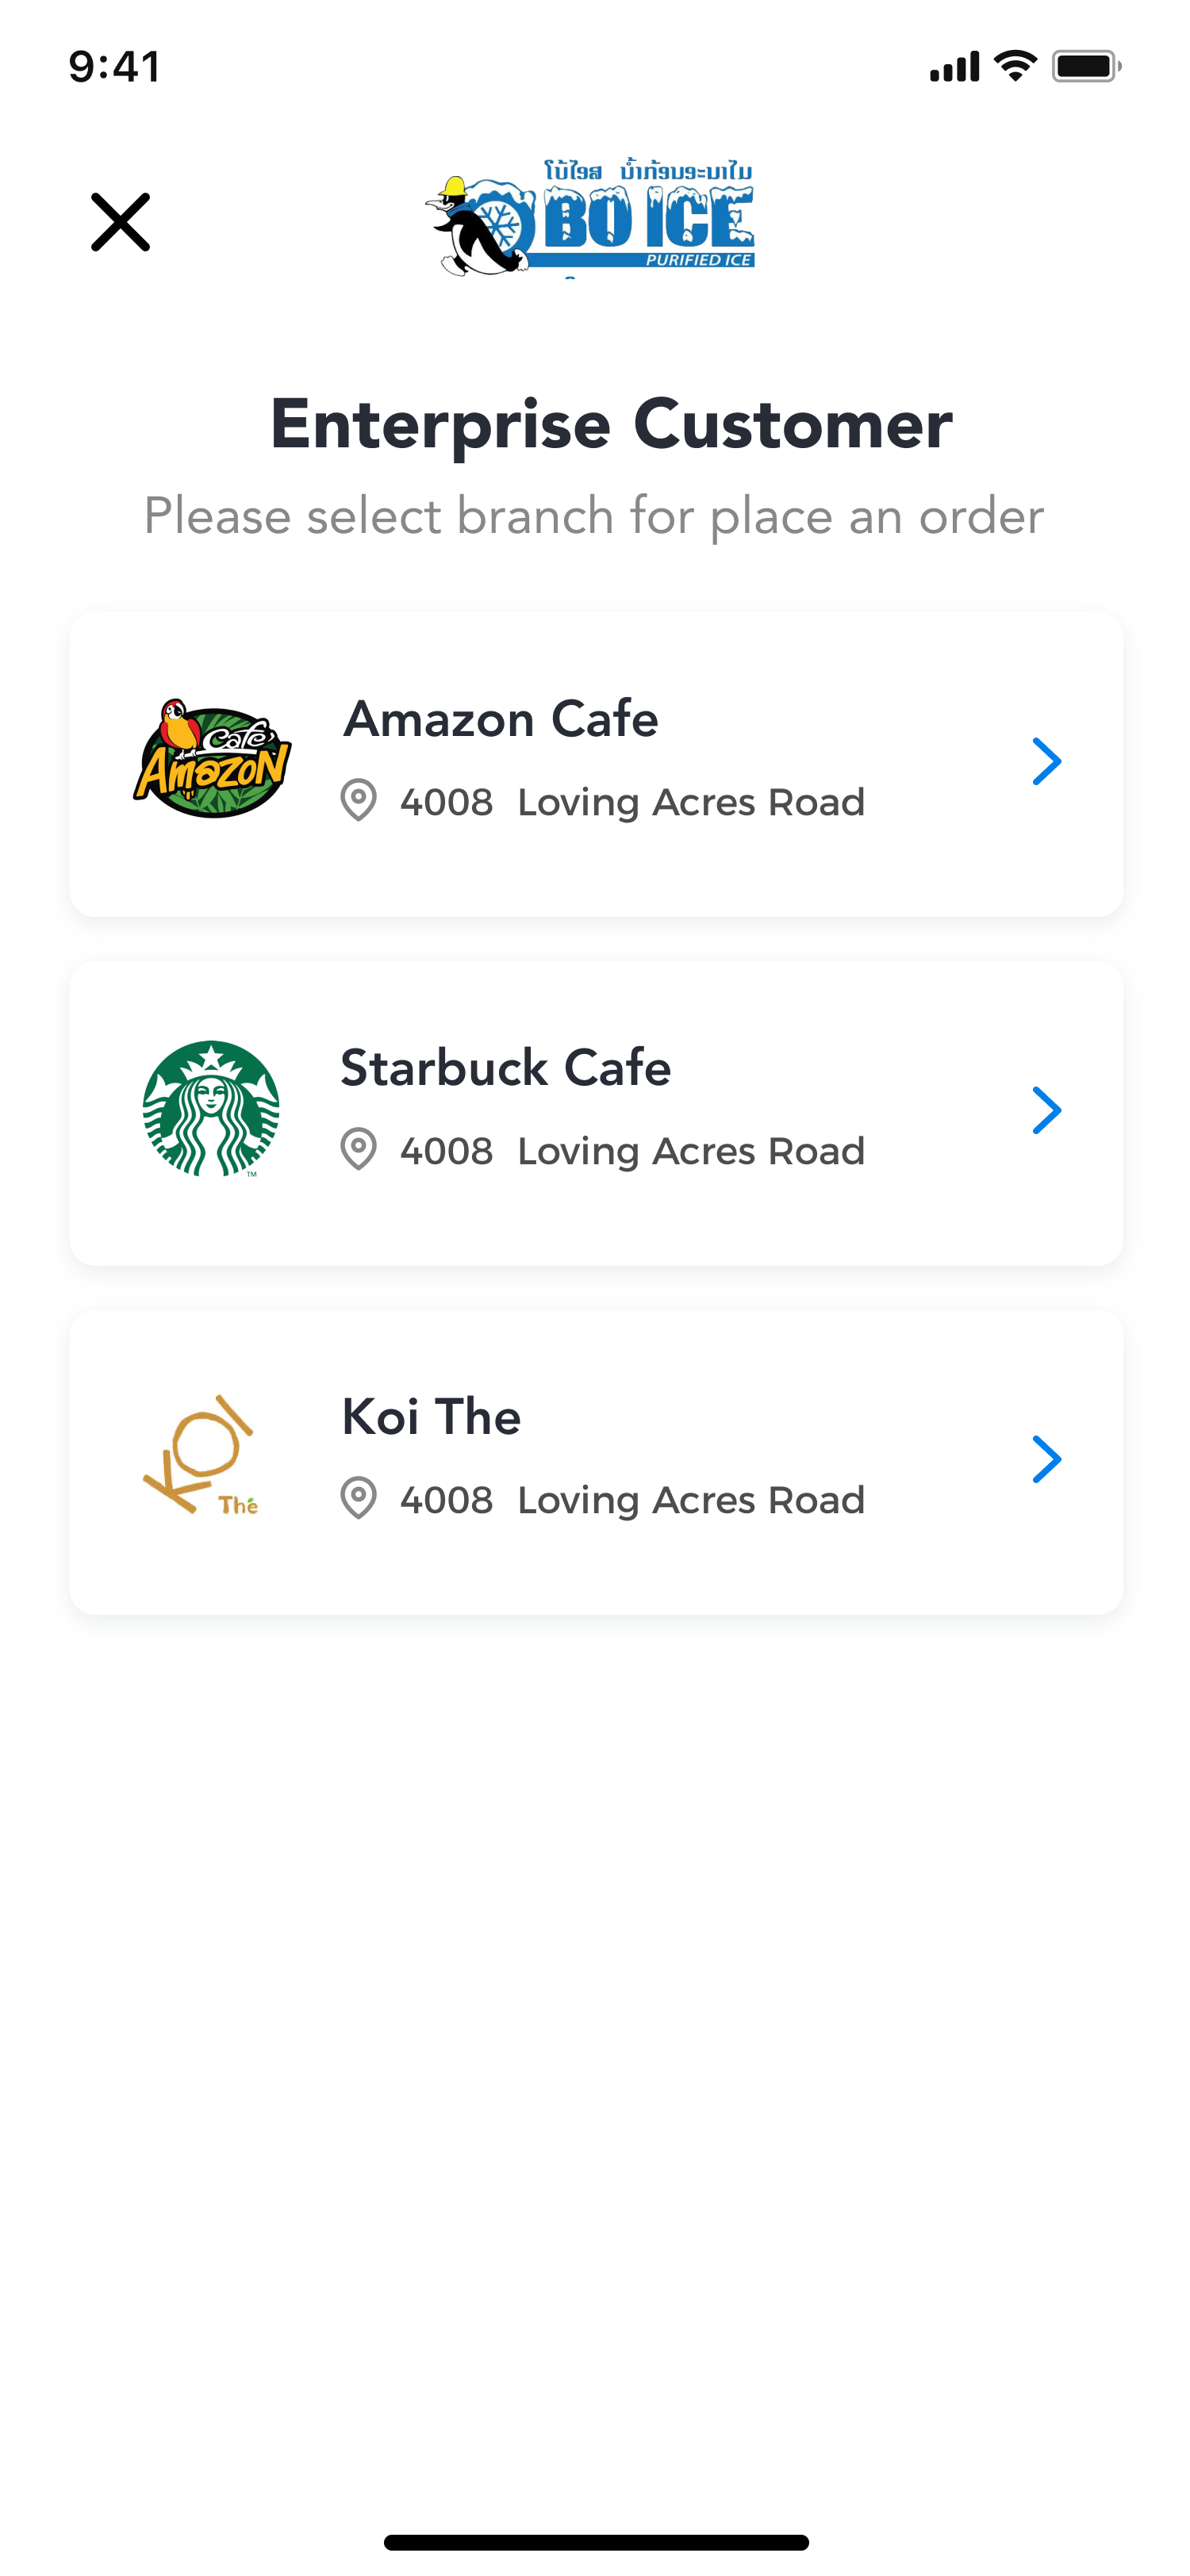 9:41
ໂບ້ໄອສ ນ້ຳກ້ອນອະນາໄມ
BO ICE
PURIFIED ICE
Enterprise Customer
Please select branch for place an order
Café
Amazon
Amazon Cafe
4008 Loving Acres Road
TM
Starbuck Cafe
4008 Loving Acres Road
KOI
Thé
Koi The
4008 Loving Acres Road